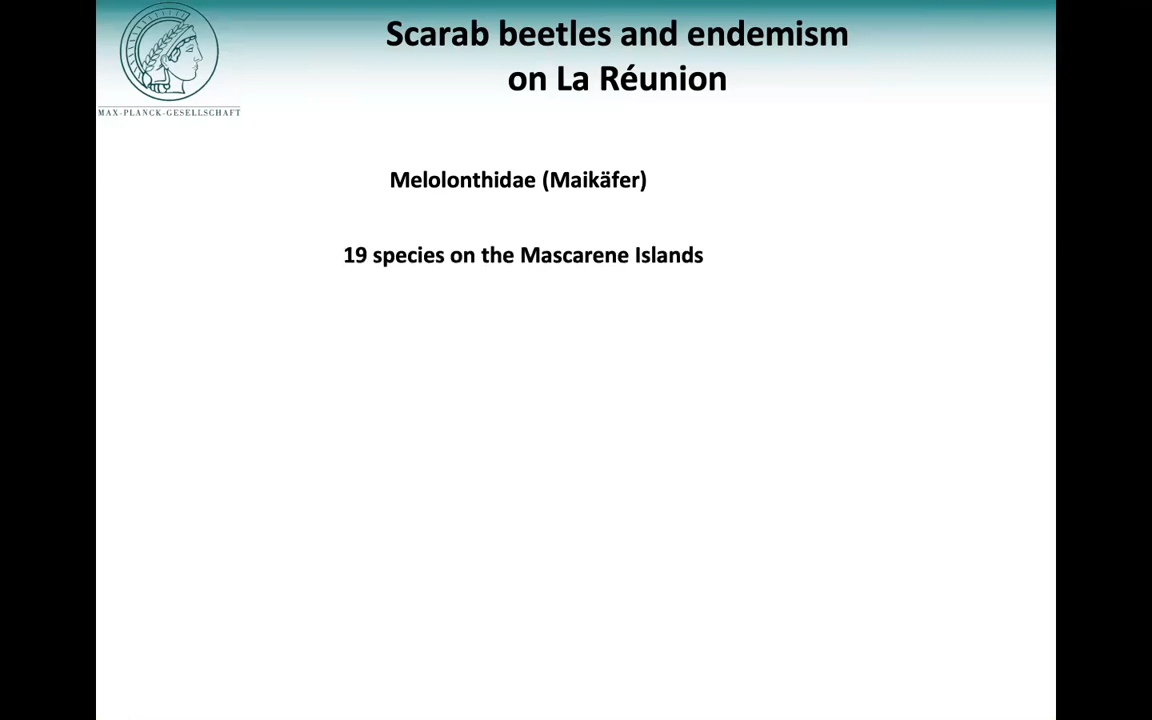 Scarab beetles and endemism
on La Réunion
MAX-PLANCK-GESELLSCHAFT
Melolonthidae (Maikäfer)
19 species on the Mascarene Islands